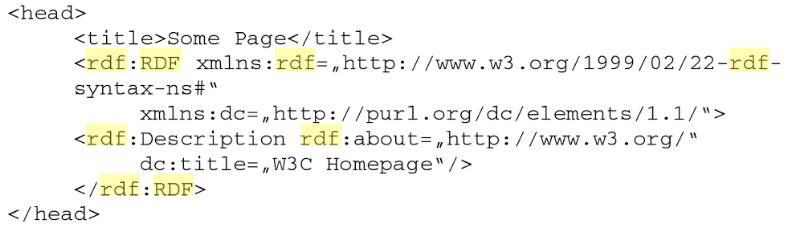 <head>
<title>Some Page</title>
<rdf:RDF xmlns:rdf=„http://www.w3.org/1999/02/22-rdf-
syntax-ns#“
xmlns:dc=„http://purl.org/dc/elements/1.1/“>
<rdf:Description rdf:about=„http://www.w3.org/“
dc:title=„W3C Homepage“/>
</rdf:RDF>
</head>